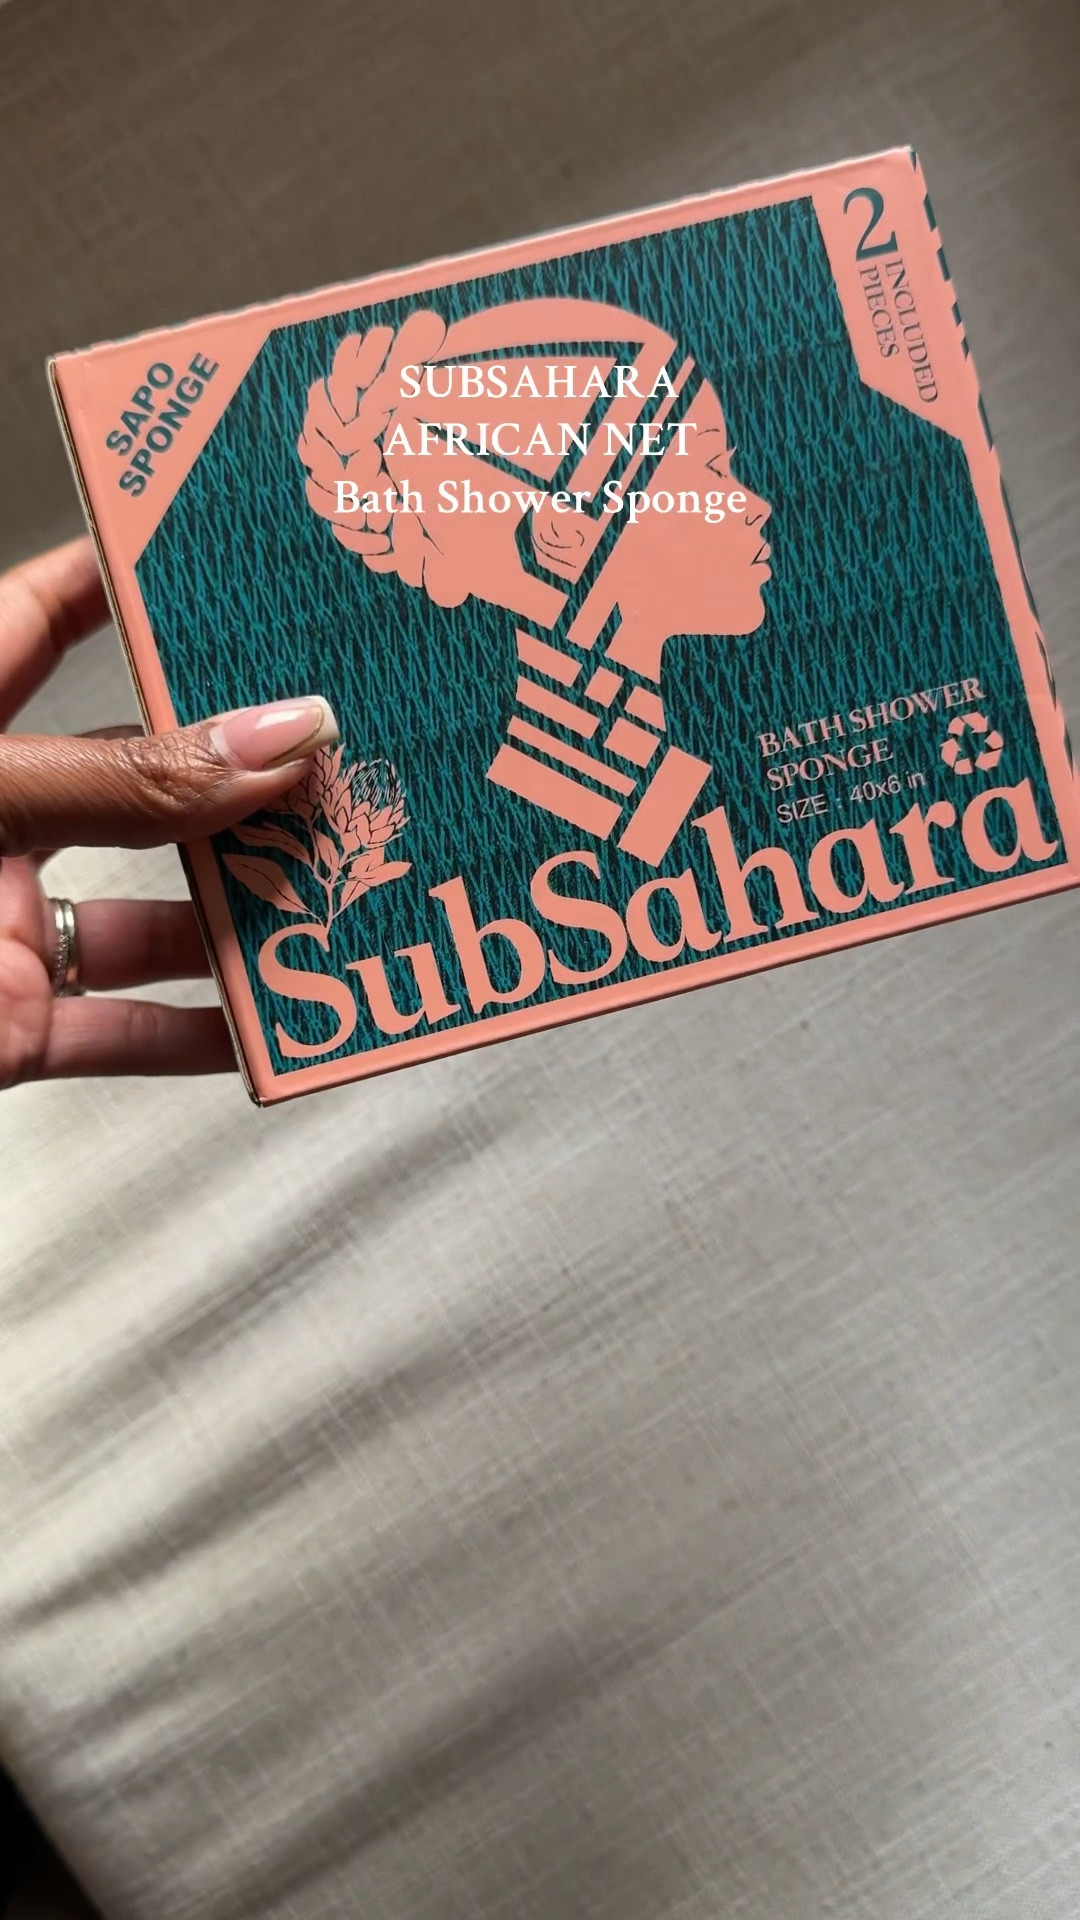 SUBSAHARA
AFRICAN NET
Bath Shower Sponge
SAPO
SPONGE
2
INCLUDED
PIECES
BATH SHOWER
SPONGE
SIZE : 40x6 in
SubSahara